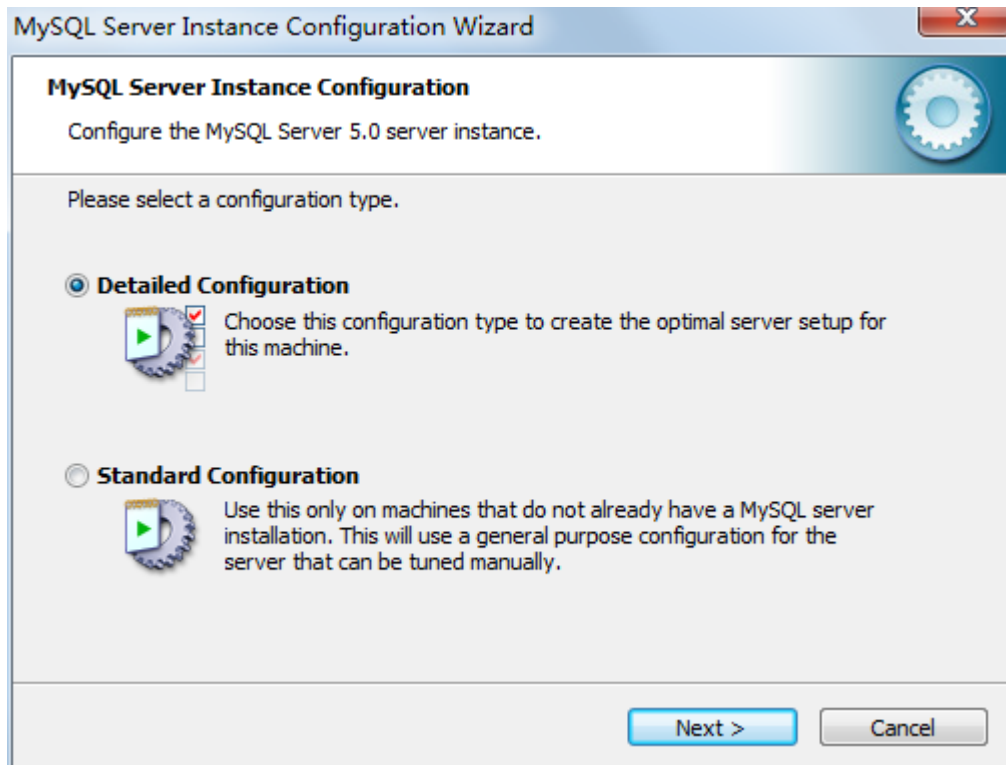 MySQL Server Instance Configuration Wizard
MySQL Server Instance Configuration
Configure the MySQL Server 5.0 server instance.
Please select a configuration type.
Detailed Configuration
Choose this configuration type to create the optimal server setup for
this machine.
Standard Configuration
Use this only on machines that do not already have a MySQL server
installation. This will use a general purpose configuration for the
server that can be tuned manually.
Next > Cancel